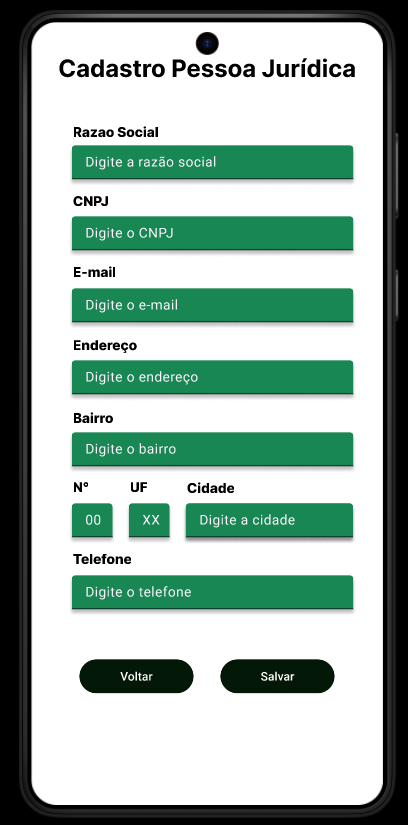 Cadastro Pessoa Jurídica
Razao Social
Digite a razão social
CNPJ
Digite o CNPJ
E-mail
Digite o e-mail
Endereço
Digite o endereço
Bairro
Digite o bairro
Nº UF Cidade
00 XX Digite a cidade
Telefone
Digite o telefone
Voltar Salvar